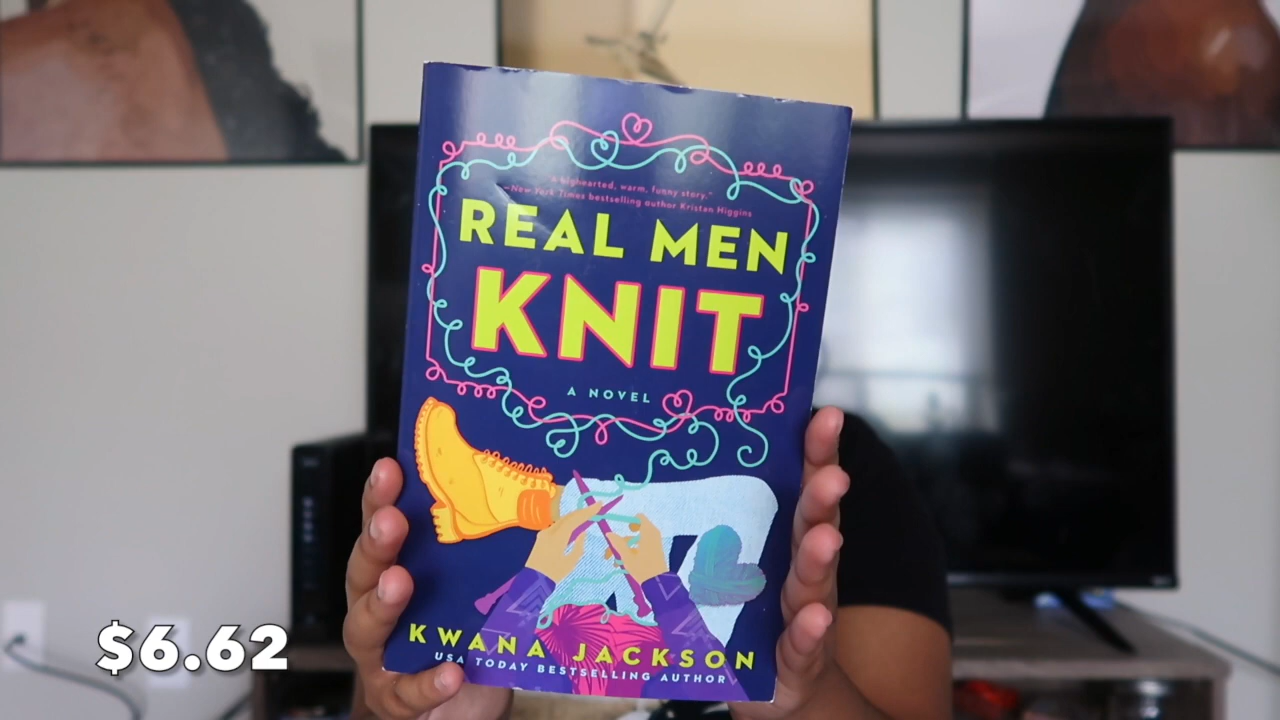 "A bighearted, warm, funny story."
—New York Times bestselling author Kristan Higgins
REAL MEN
KNIT
A NOVEL
KWANA JACKSON
USA TODAY BESTSELLING AUTHOR
$6.62